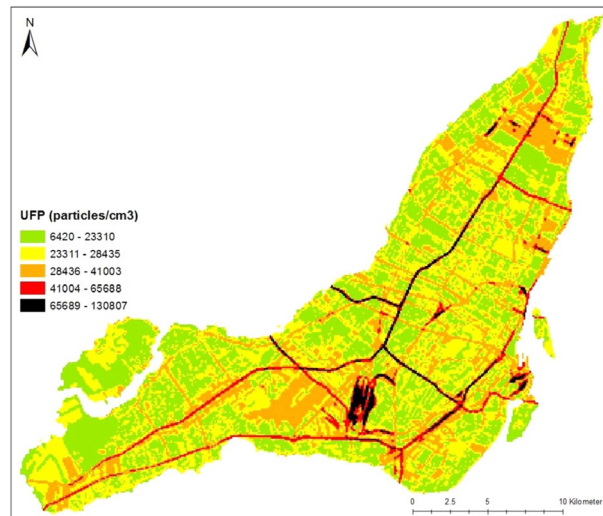 N
UFP (particles/cm3)
6420 - 23310
23311 - 28435
28436 - 41003
41004 - 65688
65689 - 130807
0 2.5 5 10 Kilometer